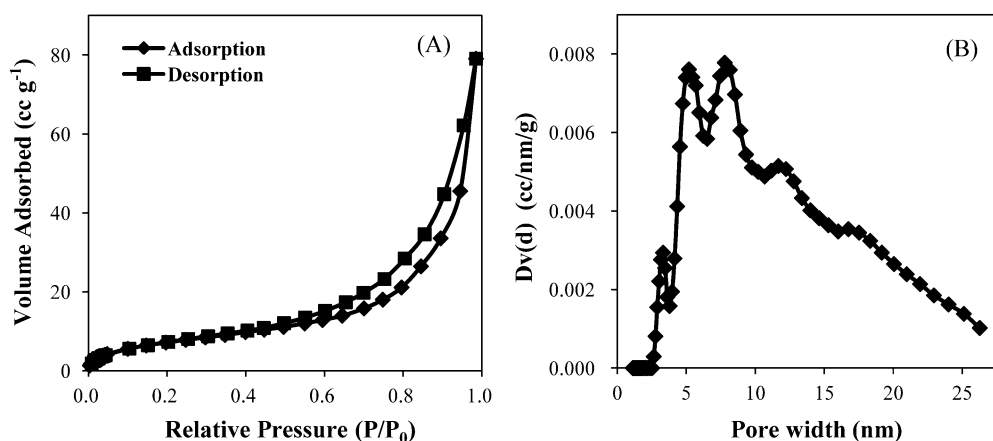 (A)
Adsorption
Desorption
Volume Adsorbed (cc g-1)
80
60
40
20
0
0.0 0.2 0.4 0.6 0.8 1.0
Relative Pressure (P/P0)
(B)
Dv(d) (cc/nm/g)
0.008
0.006
0.004
0.002
0.000
0 5 10 15 20 25
Pore width (nm)